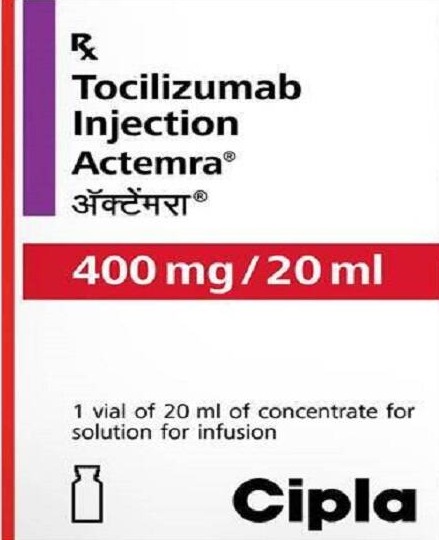 ℞
Tocilizumab
Injection
Actemra®
ॲक्टेंमरा®
400 mg / 20 ml
1 vial of 20 ml of concentrate for
solution for infusion
Cipla